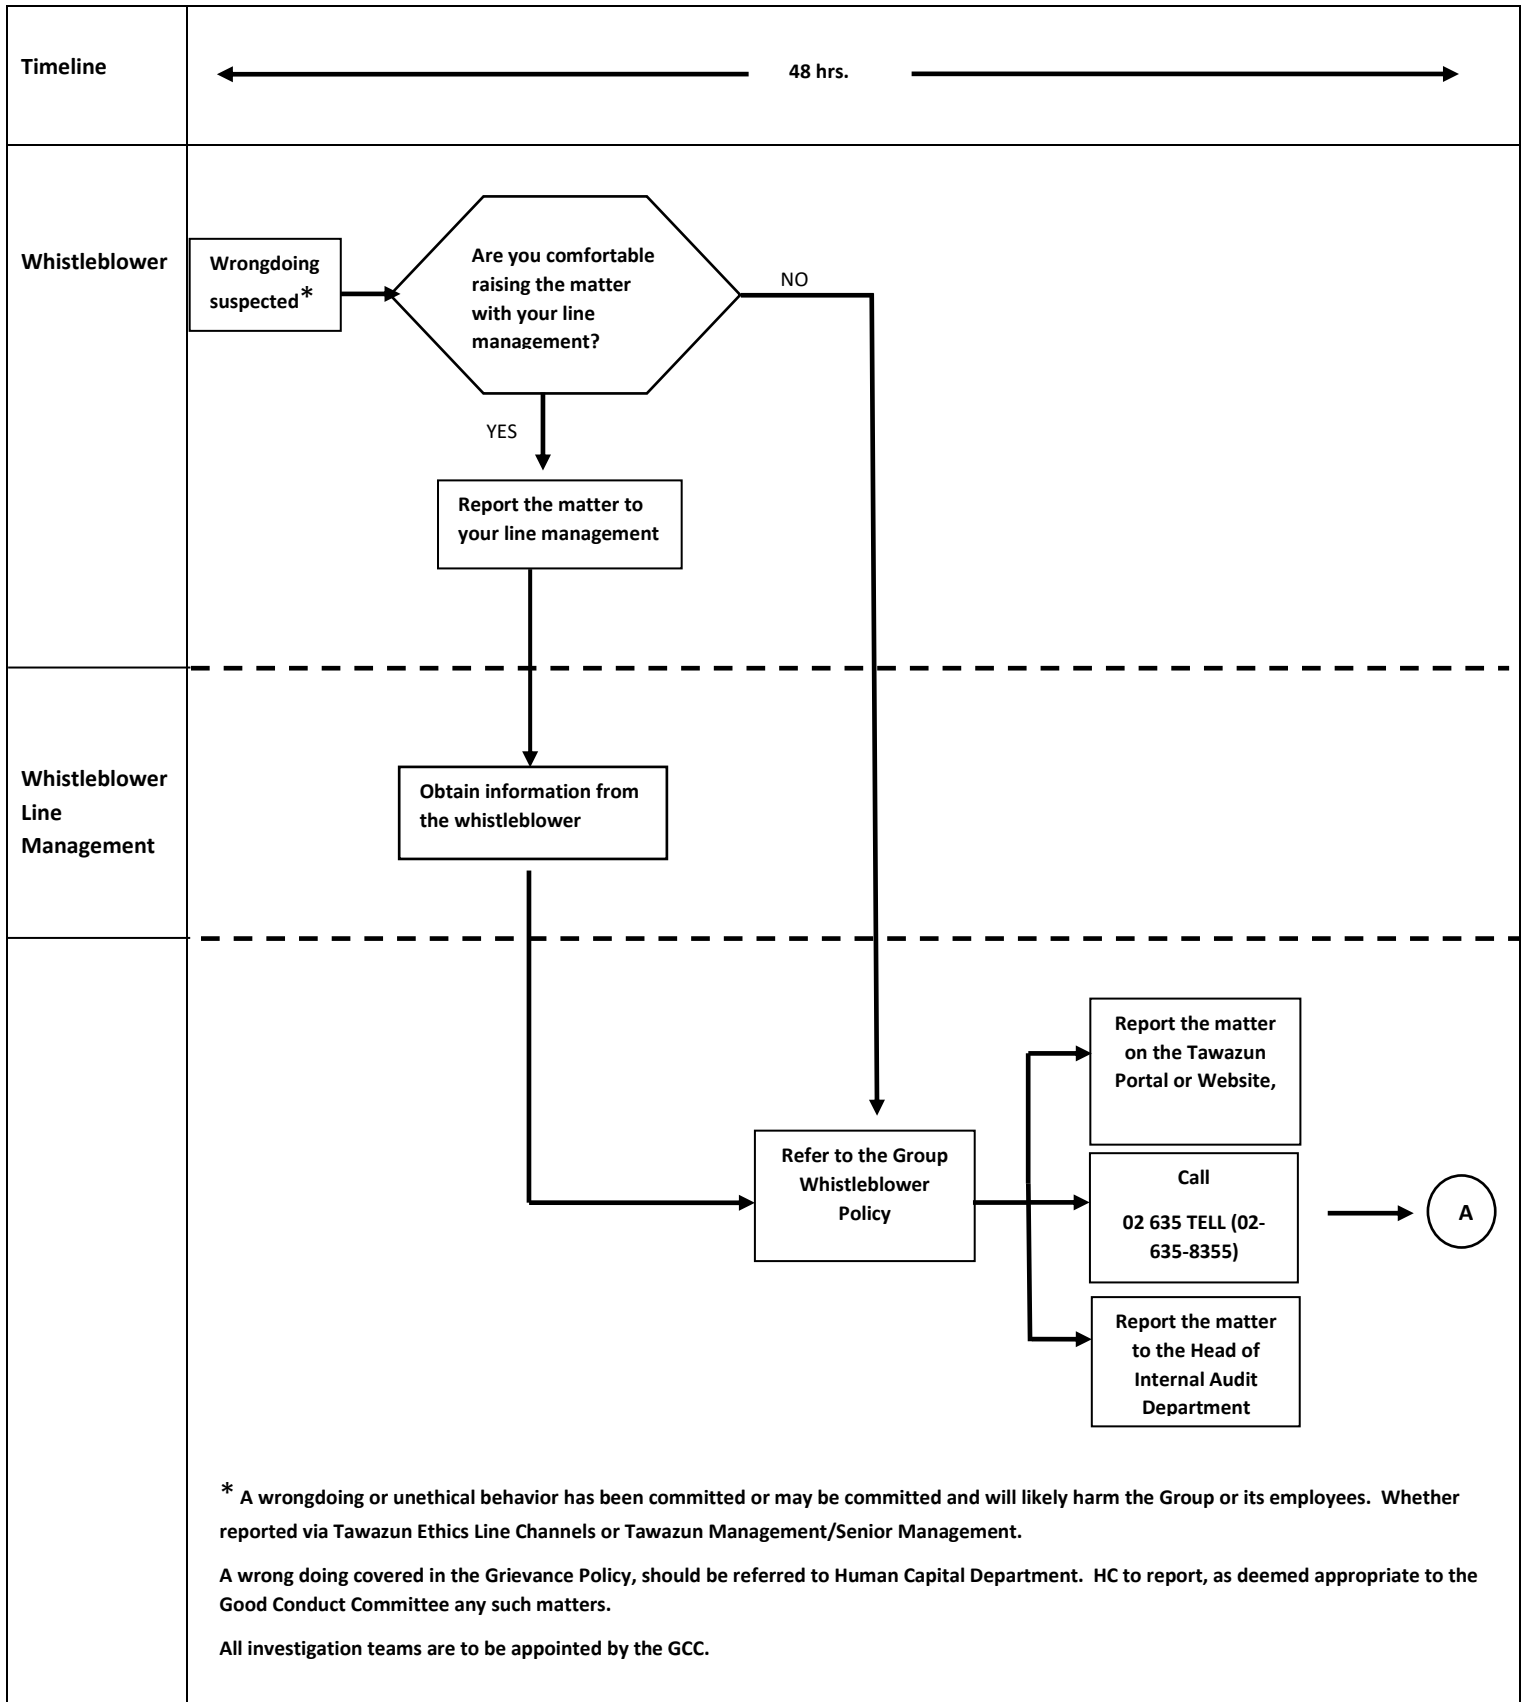 Timeline
48 hrs.
Whistleblower
Wrongdoing
suspected*
Are you comfortable
raising the matter
with your line
management?
NO
YES
Report the matter to
your line management
Whistleblower
Line
Management
Obtain information from
the whistleblower
Refer to the Group
Whistleblower
Policy
Report the matter
on the Tawazun
Portal or Website,
Call
02 635 TELL (02-
635-8355)
A
Report the matter
to the Head of
Internal Audit
Department
* A wrongdoing or unethical behavior has been committed or may be committed and will likely harm the Group or its employees.  Whether
reported via Tawazun Ethics Line Channels or Tawazun Management/Senior Management.
A wrong doing covered in the Grievance Policy, should be referred to Human Capital Department.  HC to report, as deemed appropriate to the
Good Conduct Committee any such matters.
All investigation teams are to be appointed by the GCC.